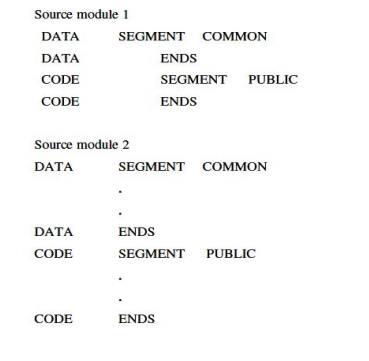 Source module 1
DATA SEGMENT COMMON
DATA ENDS
CODE SEGMENT PUBLIC
CODE ENDS
Source module 2
DATA SEGMENT COMMON
.
.
DATA ENDS
CODE SEGMENT PUBLIC
.
.
CODE ENDS